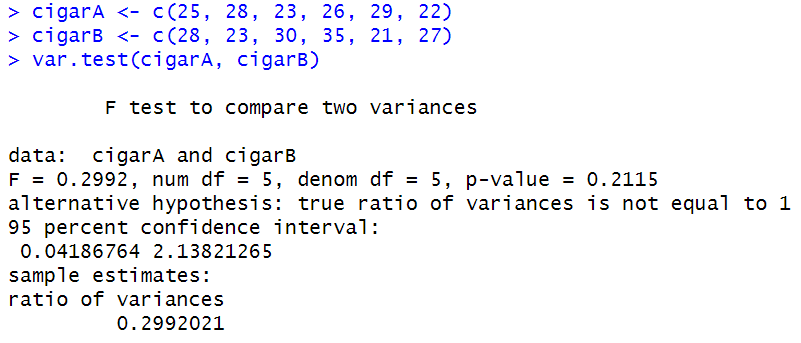 > cigarA <- c(25, 28, 23, 26, 29, 22)
> cigarB <- c(28, 23, 30, 35, 21, 27)
> var.test(cigarA, cigarB)
F test to compare two variances
data:  cigarA and cigarB
F = 0.2992, num df = 5, denom df = 5, p-value = 0.2115
alternative hypothesis: true ratio of variances is not equal to 1
95 percent confidence interval:
 0.04186764 2.13821265
sample estimates:
ratio of variances
0.2992021